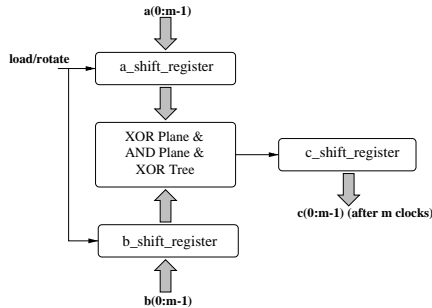 a(0:m-1)
load/rotate
a_shift_register
XOR Plane &
AND Plane &
XOR Tree
c_shift_register
c(0:m-1) (after m clocks)
b_shift_register
b(0:m-1)